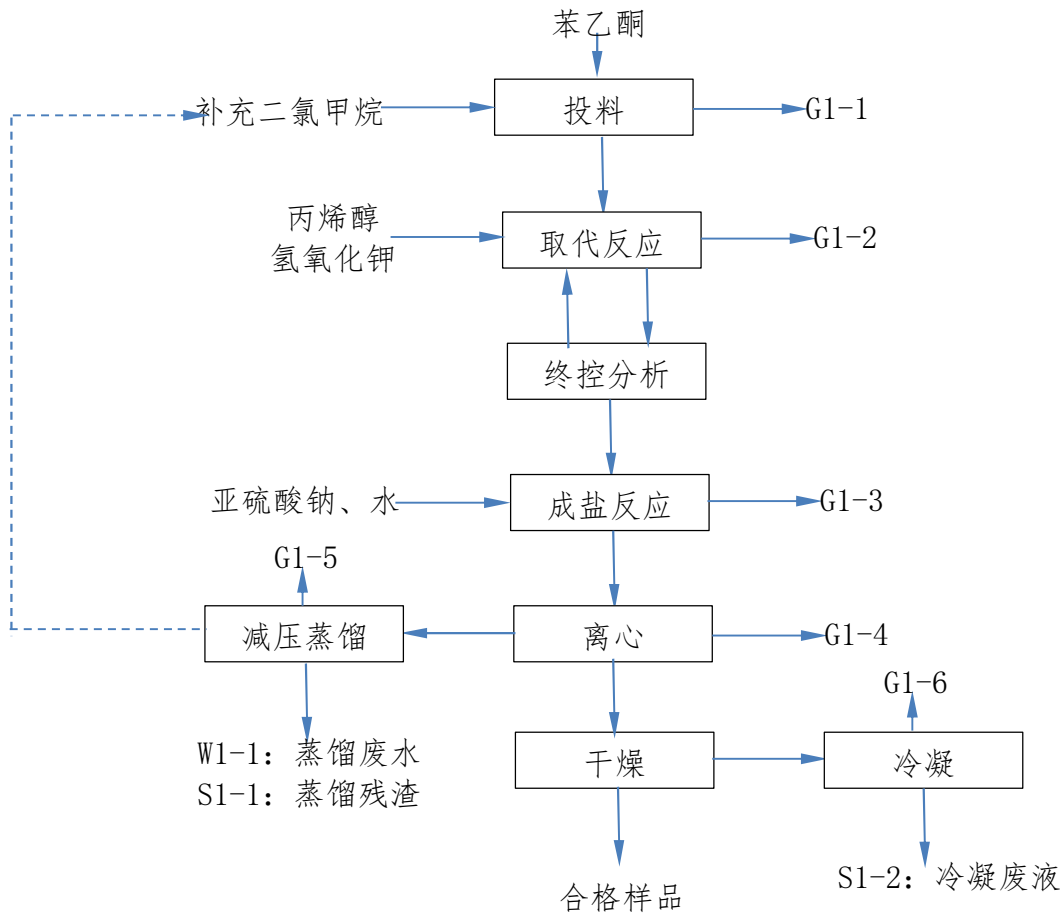 苯乙酮
补充二氯甲烷
投料
G1-1
丙烯醇
氢氧化钾
取代反应
G1-2
终控分析
亚硫酸钠、水
成盐反应
G1-3
G1-5
减压蒸馏
离心
G1-4
G1-6
W1-1：蒸馏废水
S1-1：蒸馏残渣
干燥
冷凝
合格样品
S1-2：冷凝废液